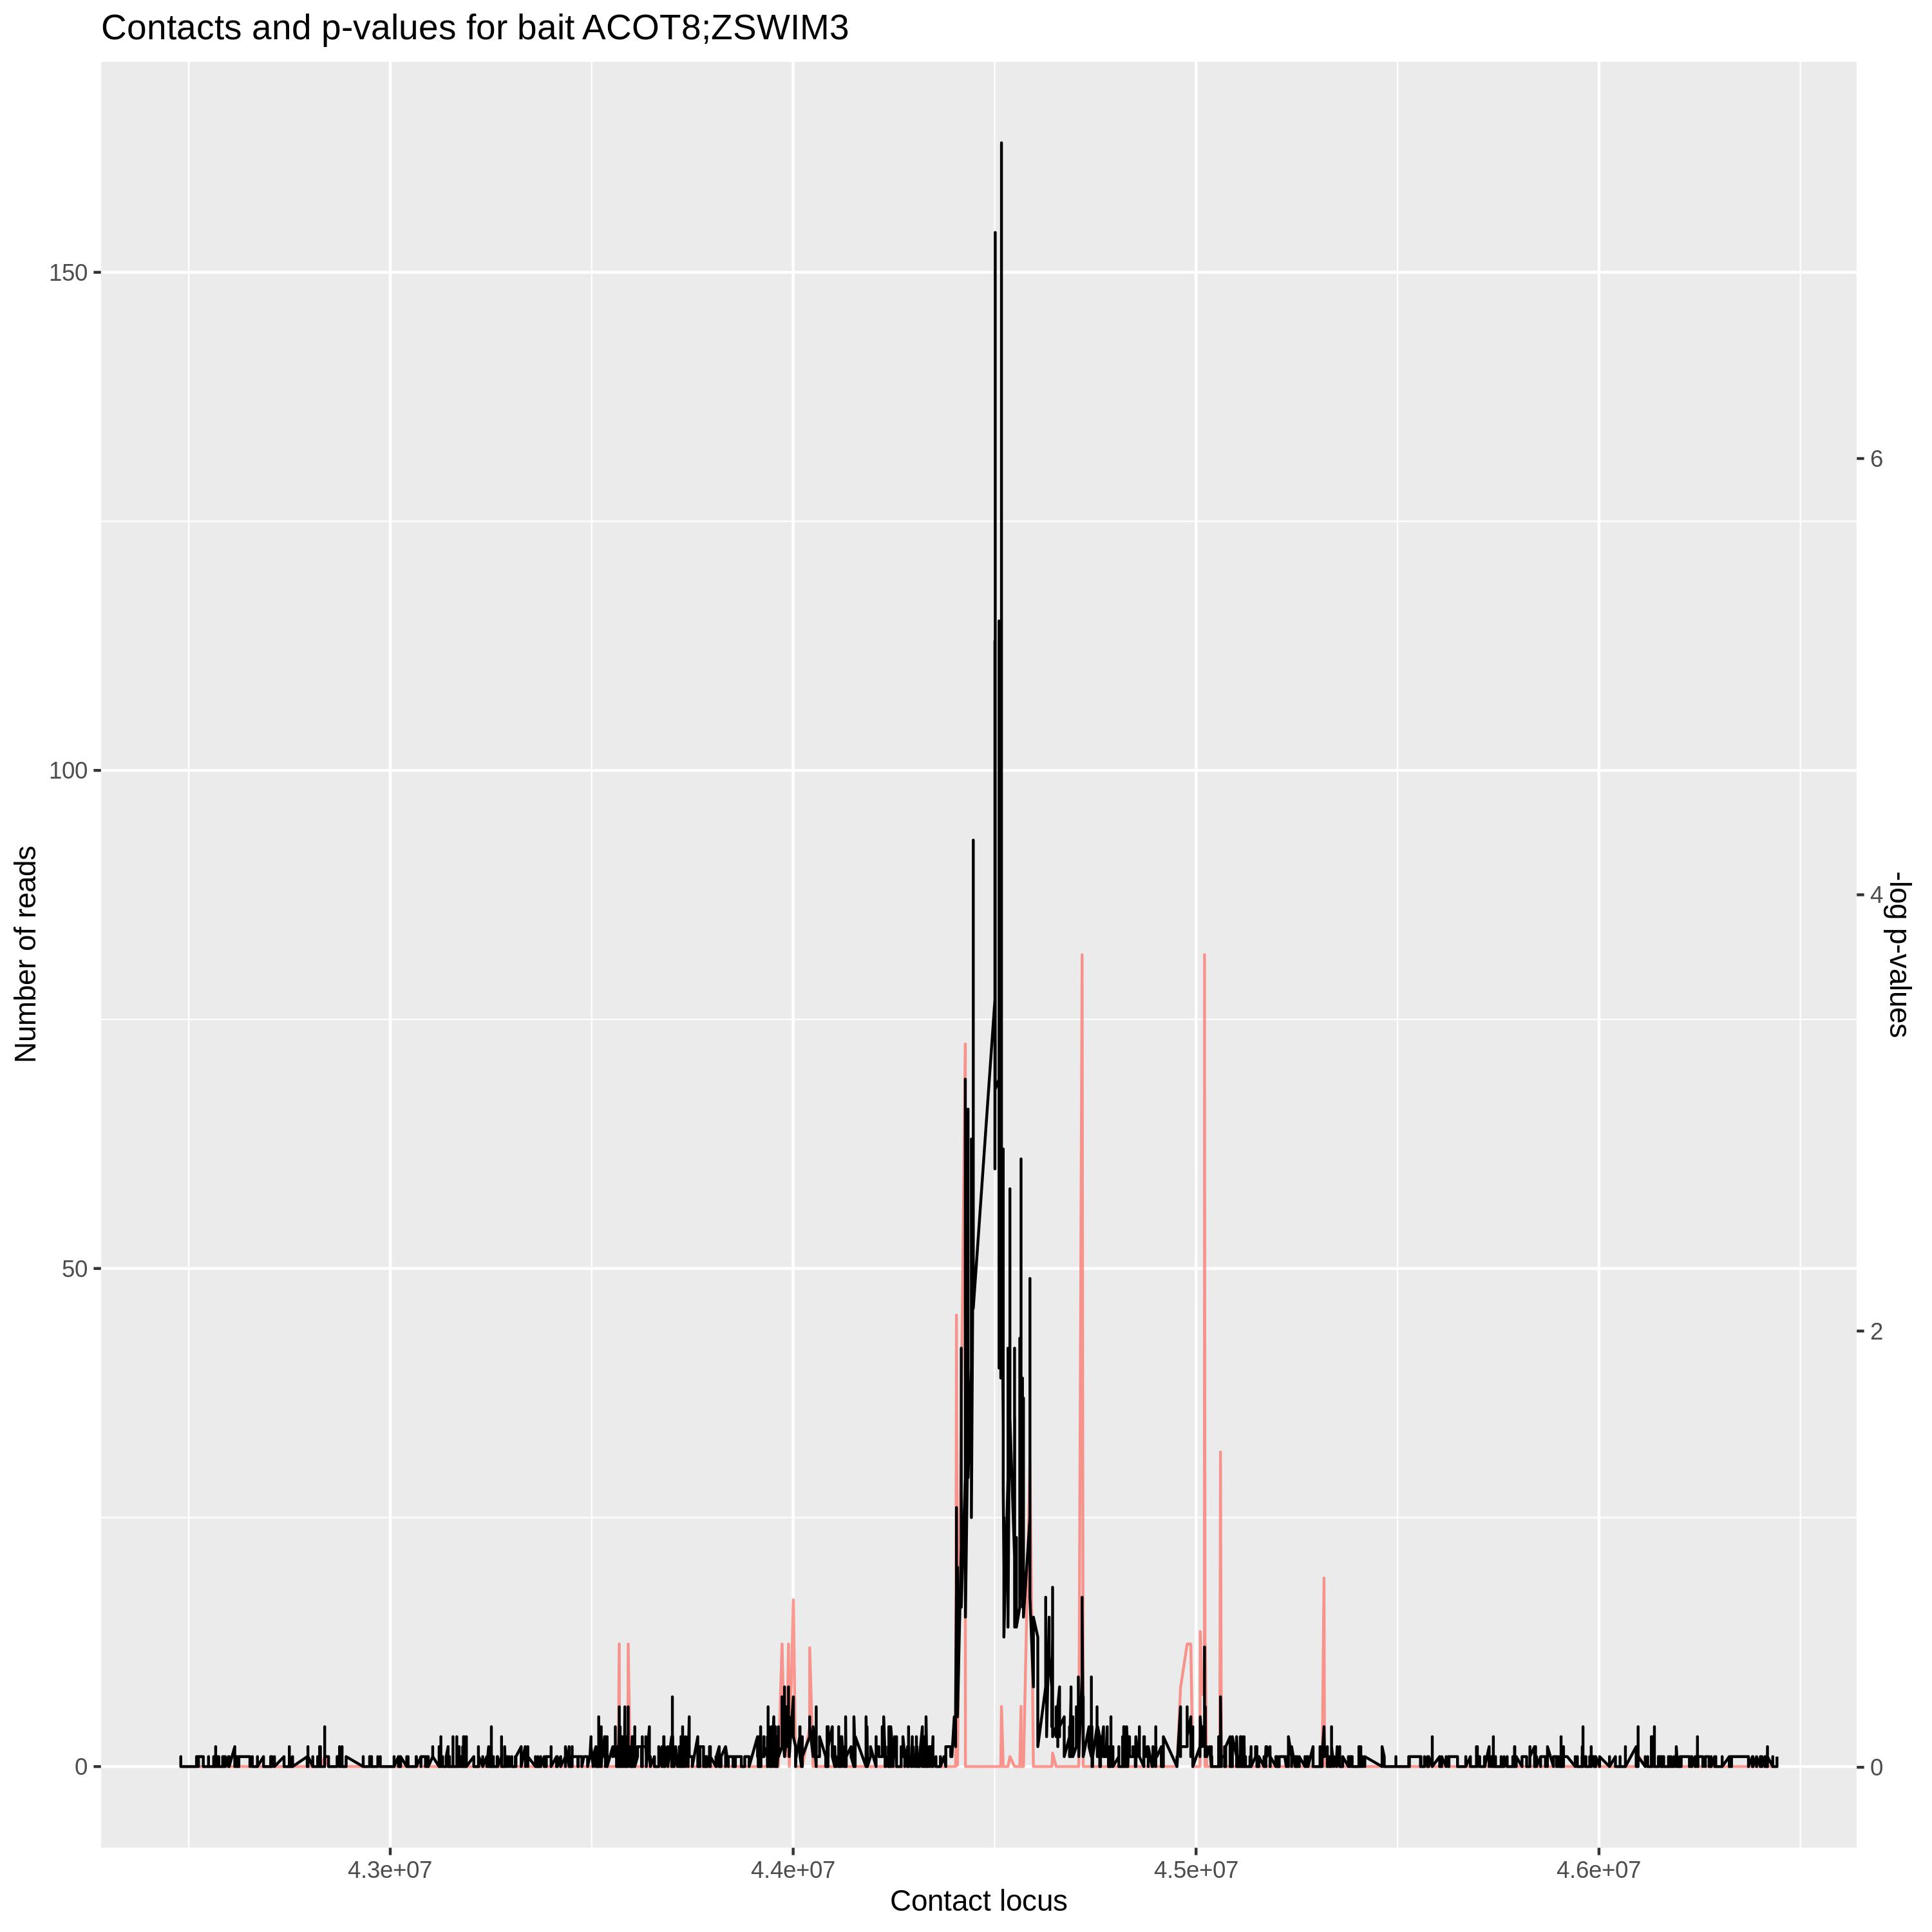 Contacts and p-values for bait ACOT8;ZSWIM3
150
100
50
0
Number of reads
6
4
2
0
-log p-values
4.3e+07
4.4e+07
4.5e+07
4.6e+07
Contact locus